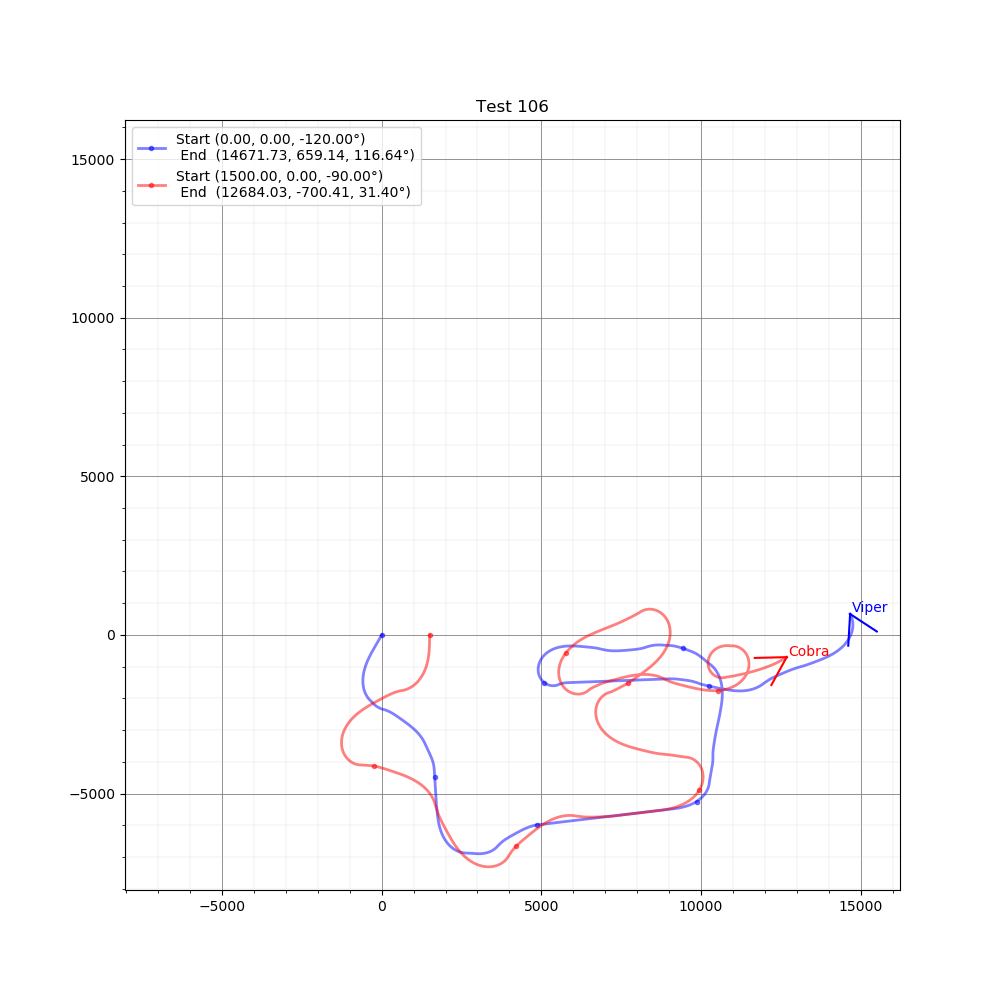 Test 106
Start (0.00, 0.00, -120.00°)
End (14671.73, 659.14, 116.64°)
Start (1500.00, 0.00, -90.00°)
End (12684.03, -700.41, 31.40°)
15000
10000
5000
0
−5000
Viper
Cobra
−5000
0
5000
10000
15000